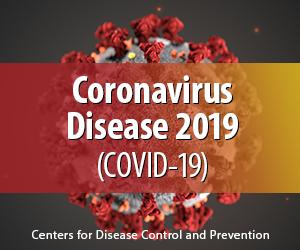 Coronavirus
Disease 2019
(COVID-19)
Centers for Disease Control and Prevention